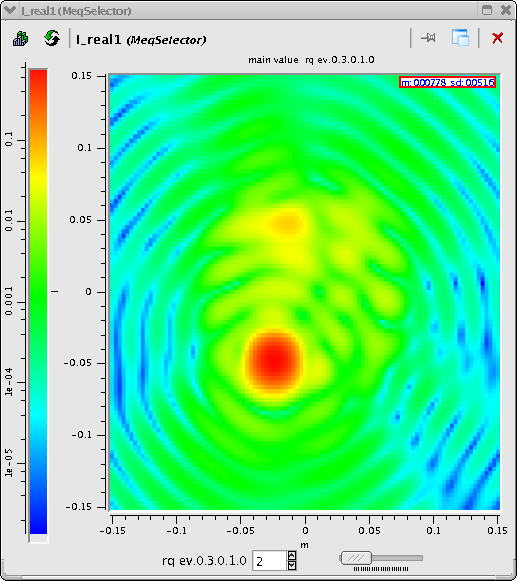 I_real1 (MeqSelector)
I_real1 (MeqSelector)
main value rq ev.0.3.0.1.0
m:000778 sd:00516
0.15
0.1
0.05
0
-0.05
-0.1
-0.15
0.1
0.01
0.001
1e-04
1e-05
-0.15 -0.1 -0.05 0 0.05 0.1 0.15
m
rq ev.0.3.0.1.0 2